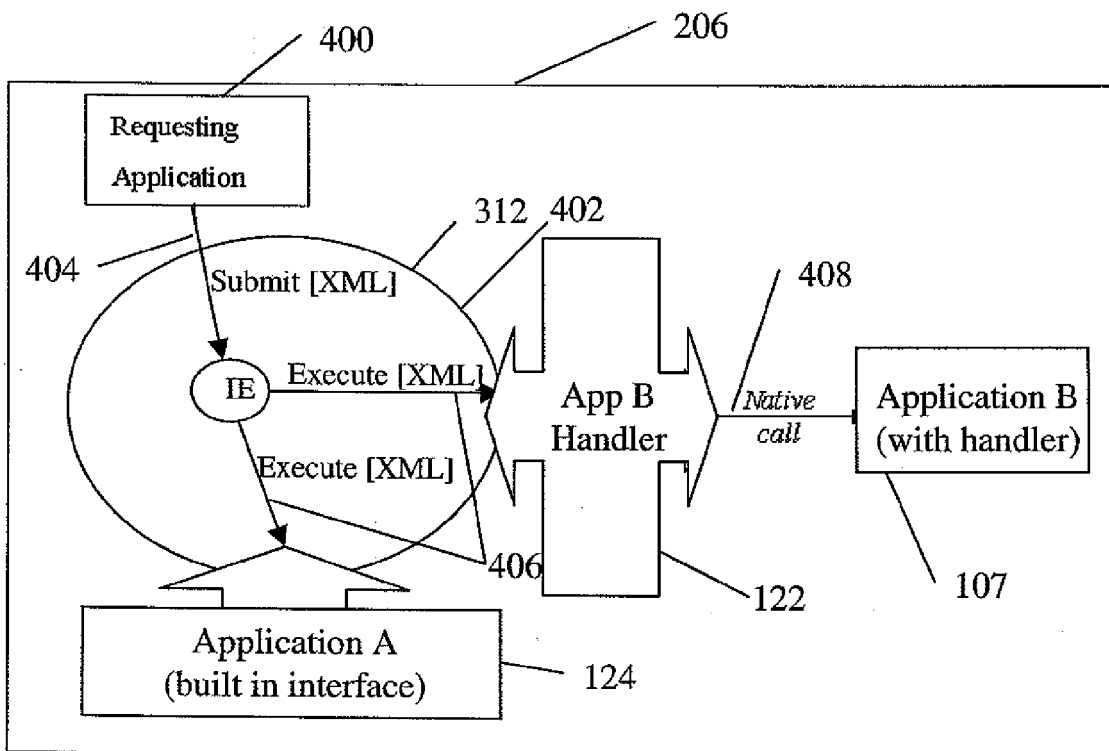 400
206
Requesting
Application
312
402
404
Submit [XML]
408
IE
Execute [XML]
App B
Handler
Native
call
Application B
(with handler)
Execute [XML]
406
122
107
Application A
(built in interface)
124